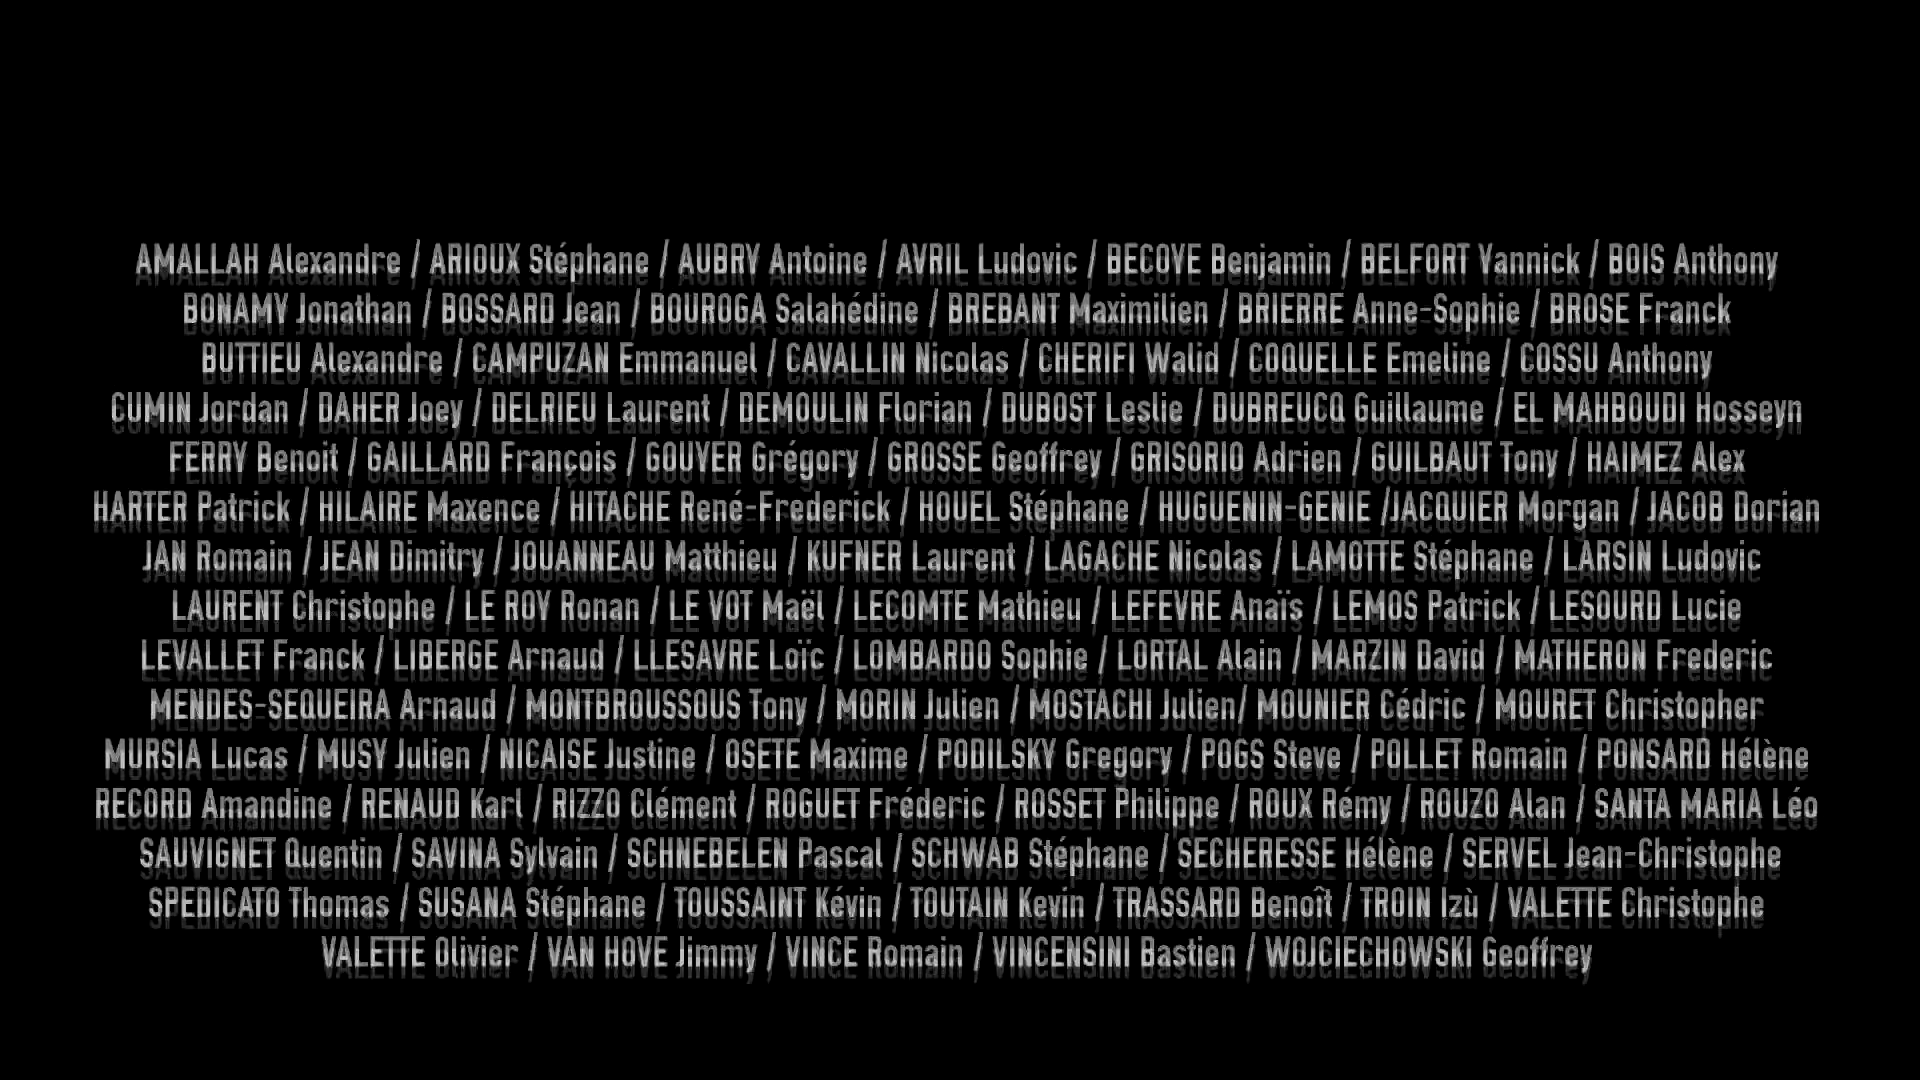 AMALLAH Alexandre / ARIOUX Stéphane / AUBRY Antoine / AVRIL Ludovic / BECOYE Benjamin / BELFORT Yannick / BOIS Anthony
BONAMY Jonathan / BOSSARD Jean / BOUROGA Salahédine / BREBANT Maximilien / BRIERRE Anne-Sophie / BROSE Franck
BUTTIEU Alexandre / CAMPUZAN Emmanuel / CAVALLIN Nicolas / CHERIFI Walid / COQUELLE Emeline / COSSU Anthony
CUMIN Jordan / DAHER Joey / DELRIEU Laurent / DEMOULIN Florian / DUBOST Leslie / DUBREUCQ Guillaume / EL MAHBOUDI Hosseyn
FERRY Benoit / GAILLARD François / GOUYER Grégory / GROSSE Geoffrey / GRISORIO Adrien / GUILBAUT Tony / HAIMEZ Alex
HARTER Patrick / HILAIRE Maxence / HITACHE René-Frederick / HOUEL Stéphane / HUGUENIN-GENIE /JACQUIER Morgan / JACOB Dorian
JAN Romain / JEAN Dimitry / JOUANNEAU Matthieu / KUFNER Laurent / LAGACHE Nicolas / LAMOTTE Stéphane / LARSIN Ludovic
LAURENT Christophe / LE ROY Ronan / LE VOT Maël / LECOMTE Mathieu / LEFEVRE Anaïs / LEMOS Patrick / LESOURD Lucie
LEVALLET Franck / LIBERGE Arnaud / LLESAVRE Loïc / LOMBARDO Sophie / LORTAL Alain / MARZIN David / MATHERON Frederic
MENDES-SEQUEIRA Arnaud / MONTBROUSSOUS Tony / MORIN Julien / MOSTACHI Julien/ MOUNIER Cédric / MOURET Christopher
MURSIA Lucas / MUSY Julien / NICAISE Justine / OSETE Maxime / PODILSKY Gregory / POGS Steve / POLLET Romain / PONSARD Hélène
RECORD Amandine / RENAUD Karl / RIZZO Clément / ROGUET Fréderic / ROSSET Philippe / ROUX Rémy / ROUZO Alan / SANTA MARIA Léo
SAUVIGNET Quentin / SAVINA Sylvain / SCHNEBELEN Pascal / SCHWAB Stéphane / SECHERESSE Hélène / SERVEL Jean-Christophe
SPEDICATO Thomas / SUSANA Stéphane / TOUSSAINT Kévin / TOUTAIN Kevin / TRASSARD Benoît / TROIN Izù / VALETTE Christophe
VALETTE Olivier / VAN HOVE Jimmy / VINCE Romain / VINCENSINI Bastien / WOJCIECHOWSKI Geoffrey